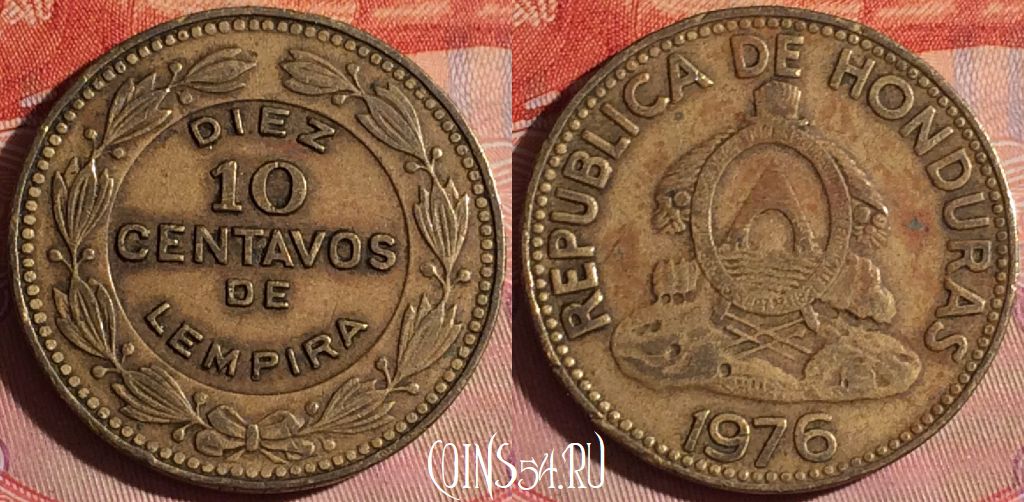 DIEZ
10
CENTAVOS
DE
LEMPIRA
REPUBLICA DE HONDURAS
1976
COINS54.RU